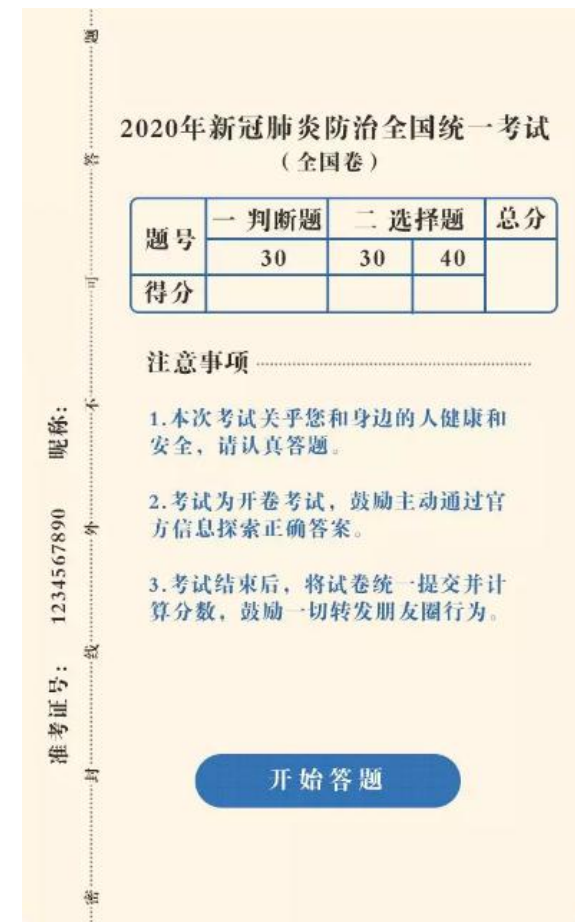 2020年新冠肺炎防治全国统一考试
（全国卷）
题号 一 判断题 二 选择题 总分
30 30 40
得分
注意事项
1.本次考试关乎您和身边的人健康和
安全，请认真答题。
2.考试为开卷考试，鼓励主动通过官
方信息探索正确答案。
3.考试结束后，将试卷统一提交并计
算分数，鼓励一切转发朋友圈行为。
开始答题
准考证号： 1234567890 昵称：
密 封 线 外 不 可 答 题